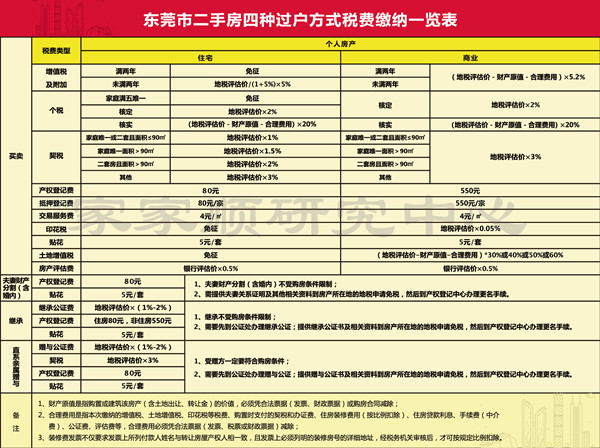 东莞市二手房四种过户方式税费缴纳一览表
税费类型 个人房产
住宅 商业
买卖
增值税及附加 满两年 免征 满两年 (地税评估价 - 财产原值 - 合理费用)×5.2%
未满两年 地税评估价/(1+5%)×5% 未满两年
个税 家庭满五唯一 免征 核定 地税评估价×2%
核定 地税评估价×2%
核实 (地税评估价 - 财产原值 - 合理费用)×20% 核实 (地税评估价 - 财产原值 - 合理费用)×20%
契税 家庭唯一或二套且面积≤90㎡ 地税评估价×1% 家庭唯一或二套且面积≤90㎡ 地税评估价×3%
家庭唯一面积>90㎡ 地税评估价×1.5% 家庭唯一面积>90㎡
二套房且面积>90㎡ 地税评估价×2% 二套房且面积>90㎡
其他 地税评估价×3% 其他
产权登记费 80元 550元
抵押登记费 80元/宗 550元/宗
交易服务费 4元/㎡ 4元/㎡
印花税 免征 地税评估价×0.05%
贴花 5元/套 5元/套
土地增值税 免征 (地税评估价-财产原值-合理费用)*30%或40%或50%或60%
房产评估费 银行评估价×0.5% 银行评估价×0.5%
家家顺研究中心
夫妻财产分割(含婚内)
产权登记费 80元
贴花 5元/套
1、夫妻财产分割(含婚内)不受购房条件限制;
2、需提供夫妻关系证明及其他相关资料到房产所在地的地税申请免税,然后到产权登记中心办理更名手续。
继承
继承公证费 地税评估价×(1%-2%)
产权登记费 住房80元,非住房550元
贴花 5元/套
1、继承不受购房条件限制;
2、需要先到公证处办理继承公证;提供继承公证书及相关资料到房产所在地的地税申请免税,然后到产权登记中心办理更名手续。
直系亲属赠与
赠与公证费 地税评估价×(1%-2%)
契税 地税评估价×3%
产权登记费 80元
贴花 5元/套
1、受赠方一定要符合购房条件;
2、需要先到公证处办理赠与公证;提供赠与公证书及相关资料到房产所在地的地税申请免税,然后到产权登记中心办理更名手续。
备注
1、财产原值是指购置或建筑该房产(含土地出让、转让金)的价值,必须凭合法票据(发票、财政票据)或购房合同减除;
2、合理费用是指本次缴纳的增值税、土地增值税、印花税等税费、购置时支付的契税和办证费、住房装修费用(按比例扣除)、住房贷款利息、手续费(中介费)、公证费、评估费等,合理费用必须凭合法票据(发票、税票或财政票据)减除;
3、装修费发票不仅要求发票上所列付款人姓名与转让房屋产权人相一致,且发票上必须列明的装修房号的详细地址,经税务机关审核后,才可按规定比例扣除。